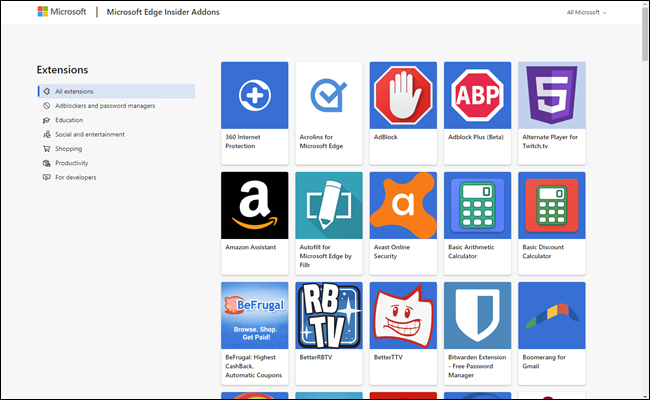 Microsoft
Microsoft Edge Insider Addons
All Microsoft
Extensions
All extensions
Adblockers and password managers
Education
Social and entertainment
Shopping
Productivity
For developers
360 Internet
Protection
Acrolinx for
Microsoft Edge
AdBlock
ABP
Adblock Plus (Beta)
5
Alternate Player for
Twitch.tv
a
Amazon Assistant
Autofill for
Microsoft Edge by
Fillr
a
Avast Online
Security
Basic Arithmetic
Calculator
Basic Discount
Calculator
BeFrugal
Browse. Shop.
Get Paid!
BeFrugal: Highest
CashBack,
Automatic Coupons
RB
TV
BetterRBTV
BetterTTV
Bitwarden Extension
- Free Password
Manager
Boomerang for
Gmail